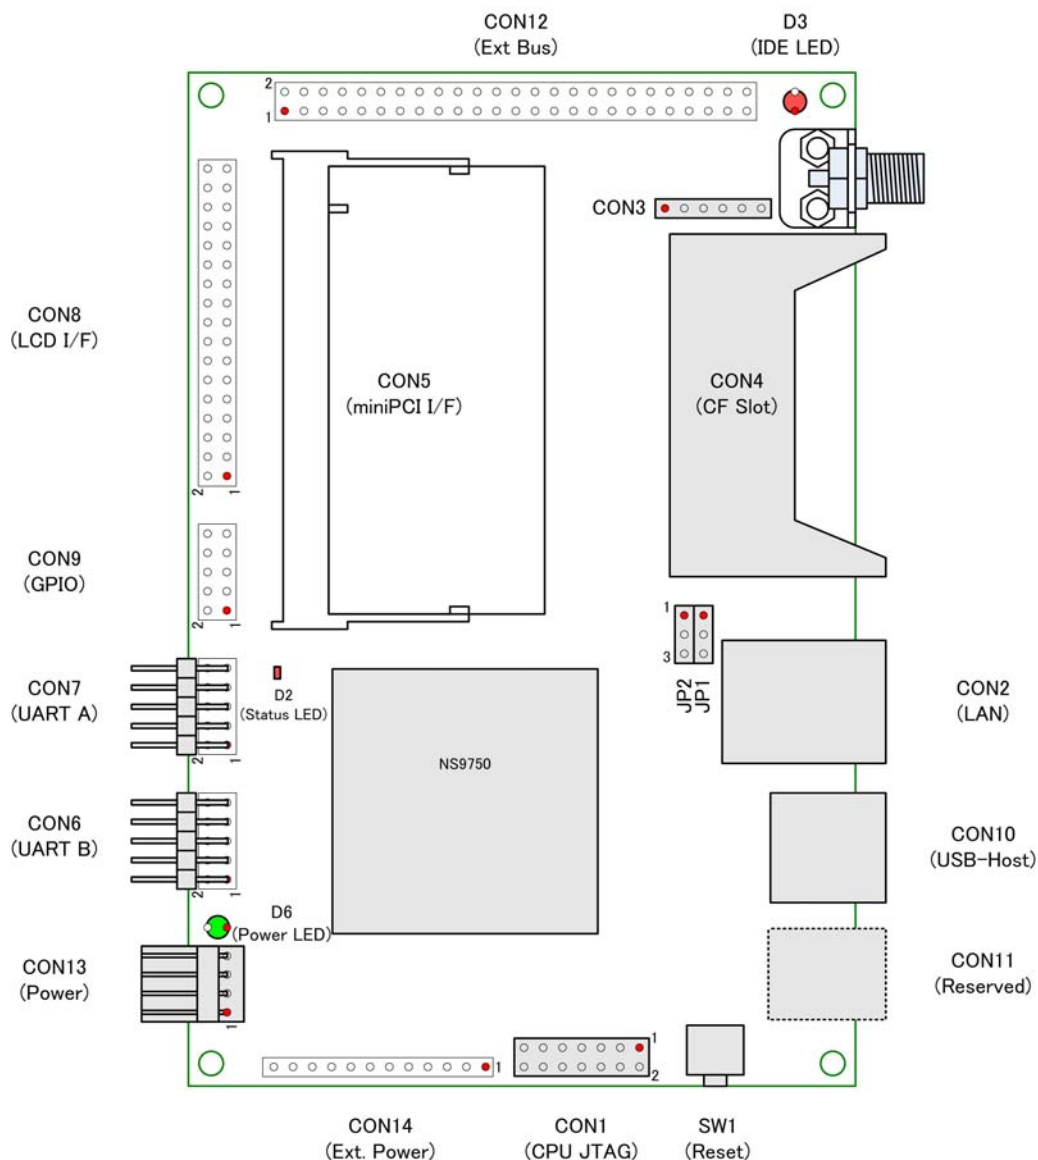 CON12
(Ext Bus)
D3
(IDE LED)
2
1
CON3
CON8
(LCD I/F)
CON5
(miniPCI I/F)
CON4
(CF Slot)
2
1
CON9
(GPIO)
2
1
1
3
JP2
JP1
CON7
(UART A)
D2
(Status LED)
CON2
(LAN)
2
1
NS9750
CON6
(UART B)
CON10
(USB-Host)
2
1
D6
(Power LED)
CON13
(Power)
1
CON11
(Reserved)
1
1
2
CON14
(Ext. Power)
CON1
(CPU JTAG)
SW1
(Reset)